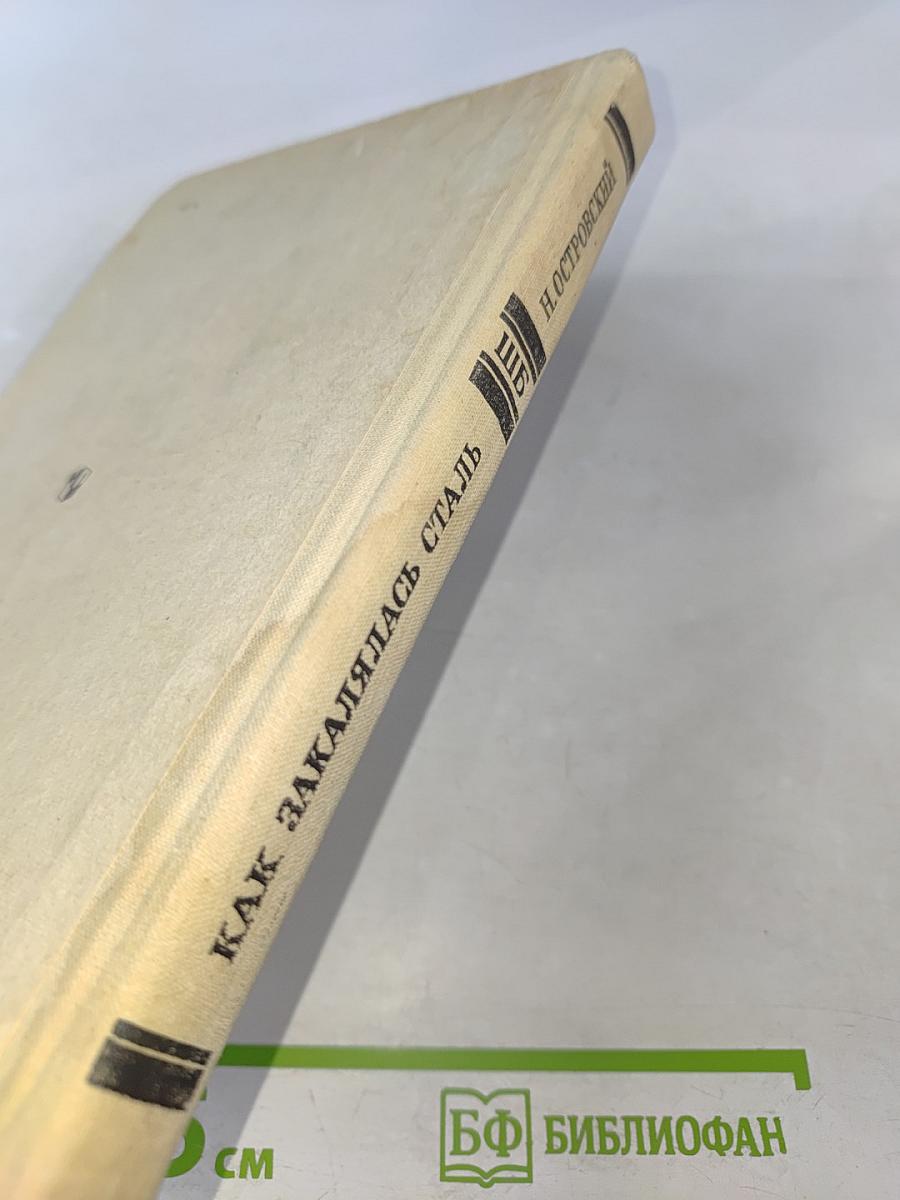 Н. ОСТРОВСКИЙ
ШБ
КАК ЗАКАЛЯЛАСЬ СТАЛЬ
см
БФ БИБЛИОФАН